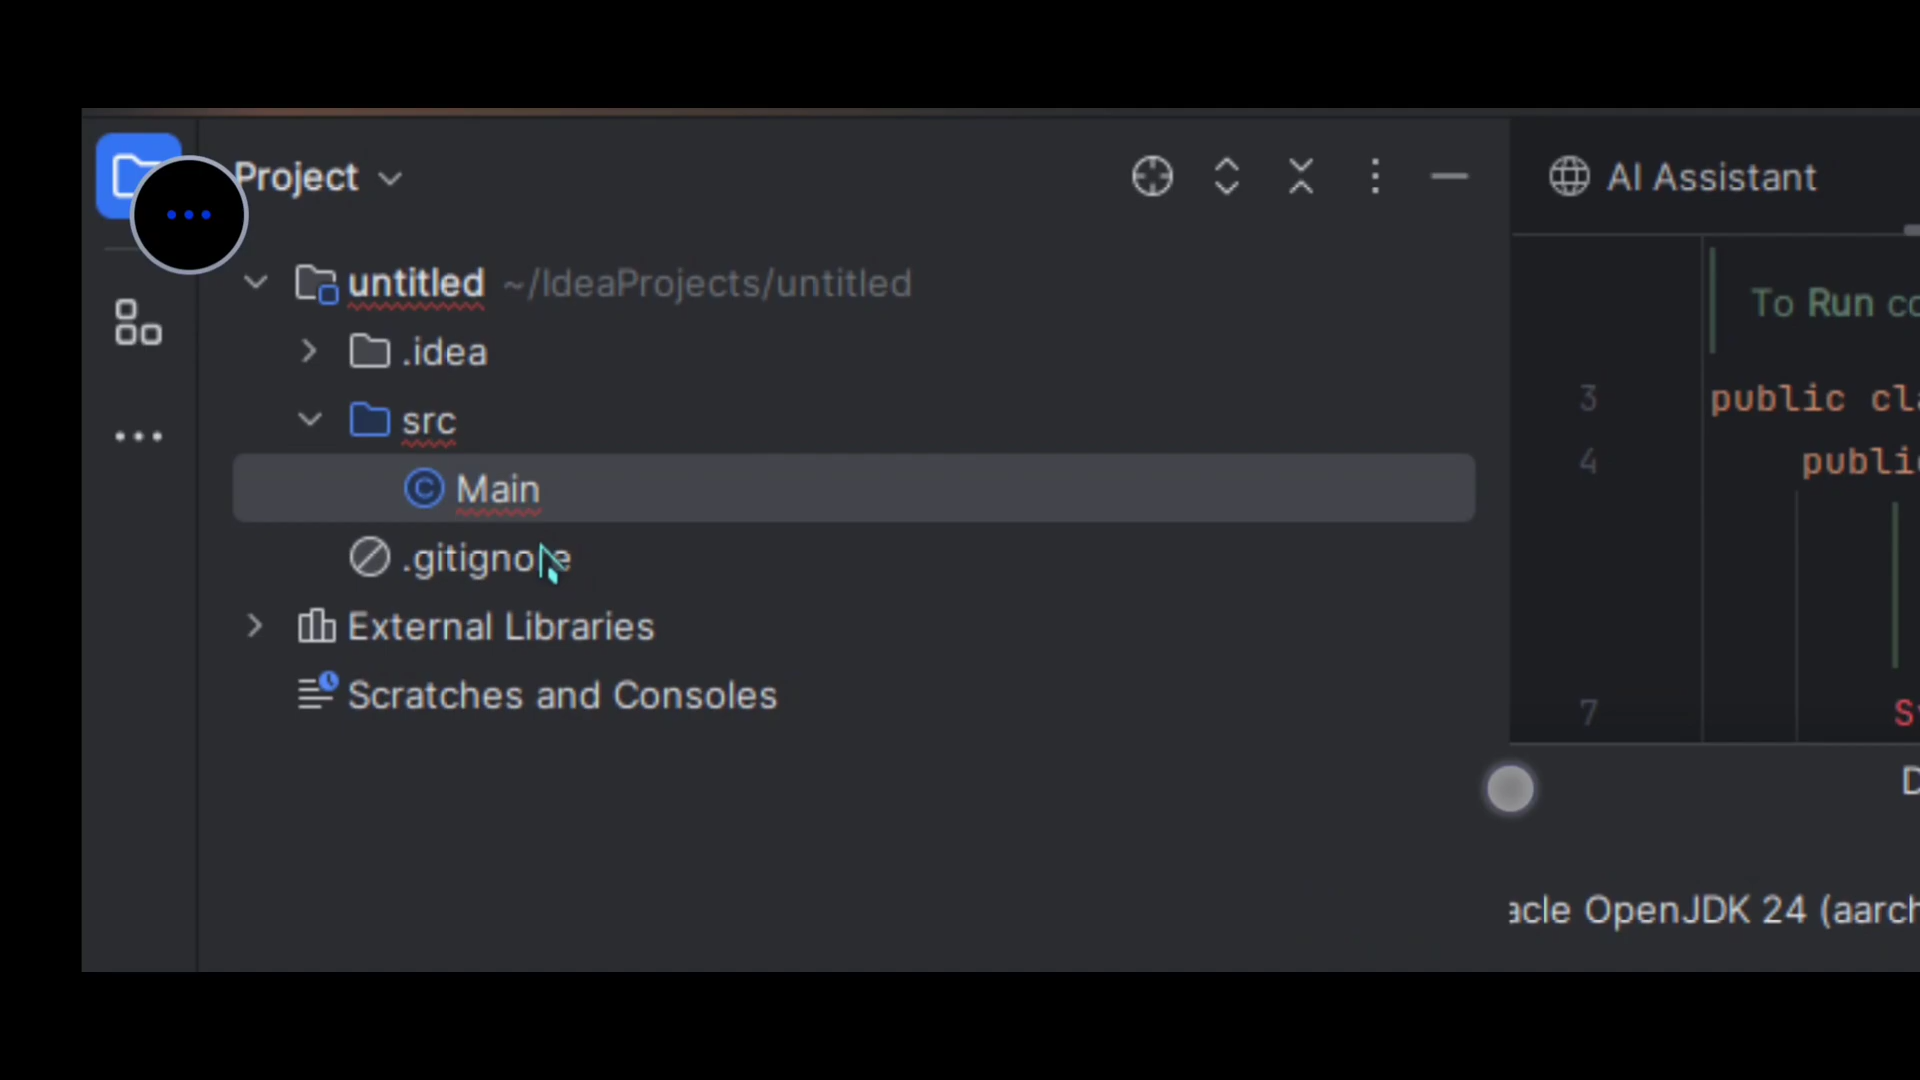 Project
AI Assistant
untitled ~/IdeaProjects/untitled
.idea
src
Main
.gitignore
External Libraries
Scratches and Consoles
To Run
3 public
4
7
OpenJDK 24